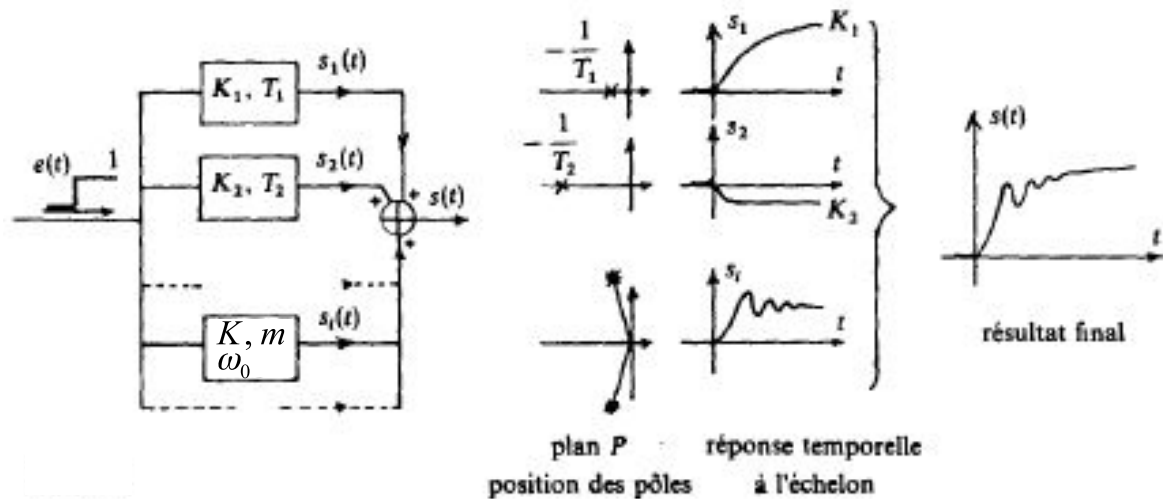 e(t)
1
K₁, T₁
s₁(t)
K₂, T₂
s₂(t)
+
+
+
s(t)
K, m
ω₀
sᵢ(t)
− 1/T₁
s₁
K₁
t
− 1/T₂
s₂
t
K₂
sᵢ
t
plan P
position des pôles
réponse temporelle
à l'échelon
s(t)
t
résultat final